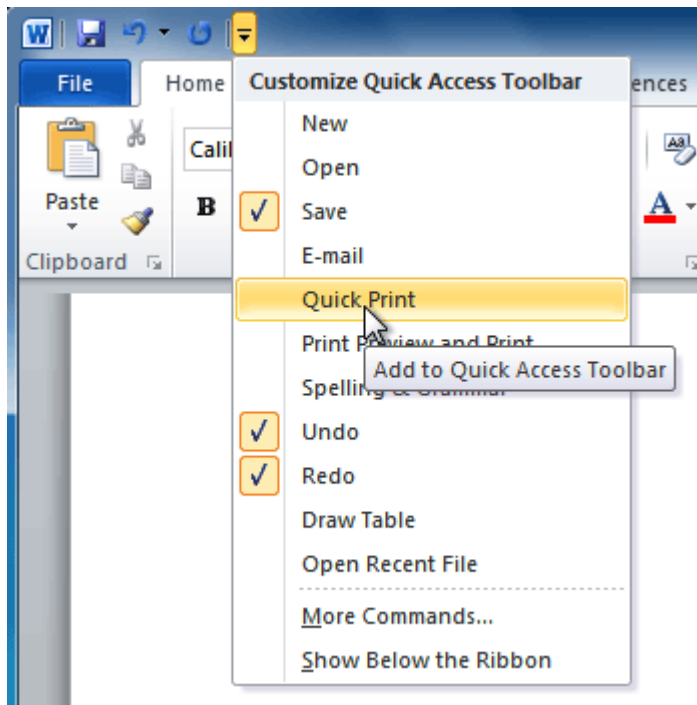 W
File
Home
ences
Customize Quick Access Toolbar
New
Open
Save
E-mail
Quick Print
Print Preview and Print
Add to Quick Access Toolbar
Spelling & Grammar
Undo
Redo
Draw Table
Open Recent File
More Commands...
Show Below the Ribbon
Paste
Clipboard
Calil
B
Aa
A